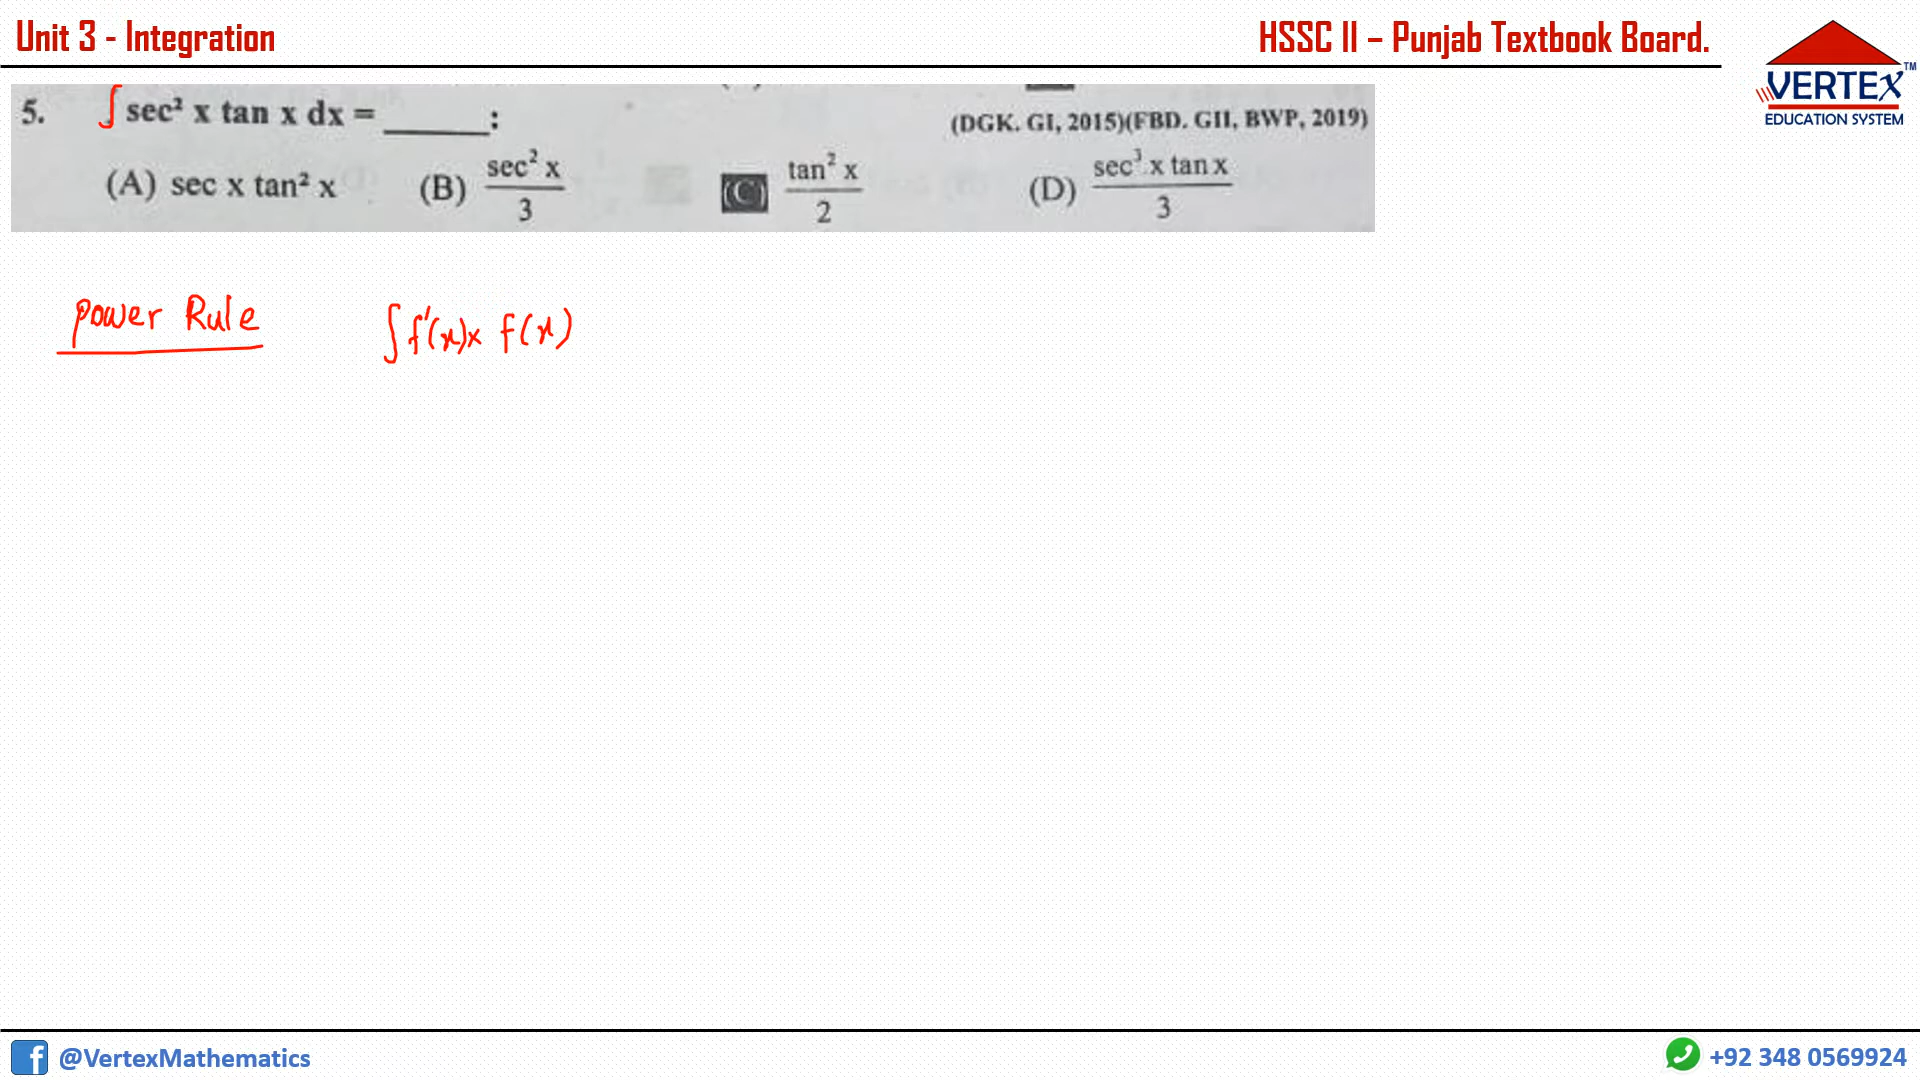 Unit 3 - Integration
HSSC II – Punjab Textbook Board.
VERTEX™
EDUCATION SYSTEM
5. ∫ sec² x tan x dx = ______:
(DGK. GI, 2015)(FBD. GII, BWP, 2019)
(A) sec x tan² x (B) sec² x / 3 (C) tan² x / 2 (D) sec³ x tan x / 3
Power Rule ∫ f'(x) x f(x)
@VertexMathematics
+92 348 0569924